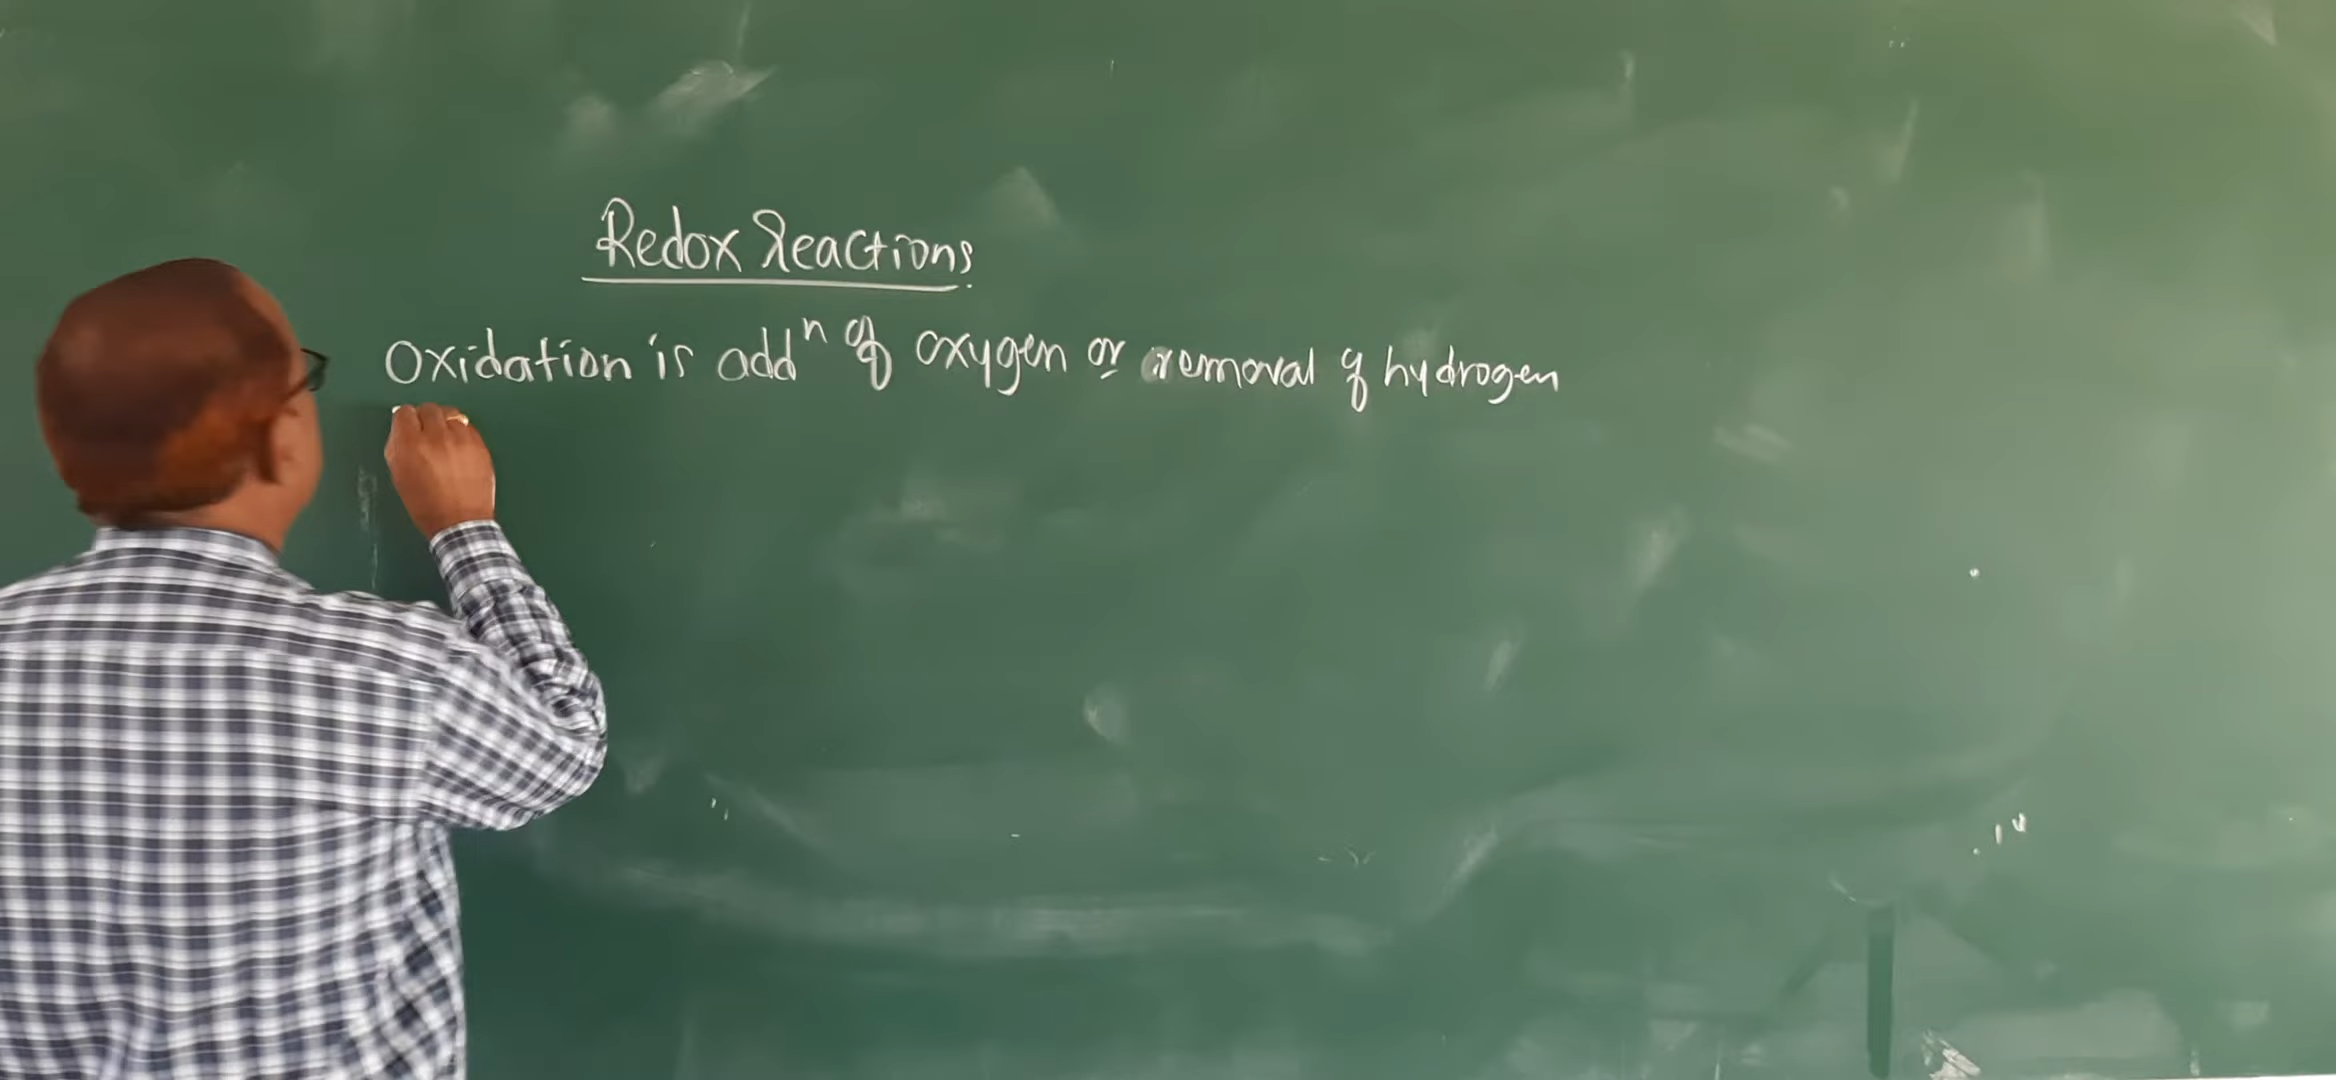 Redox Reactions
Oxidation is addⁿ of oxygen or removal of hydrogen